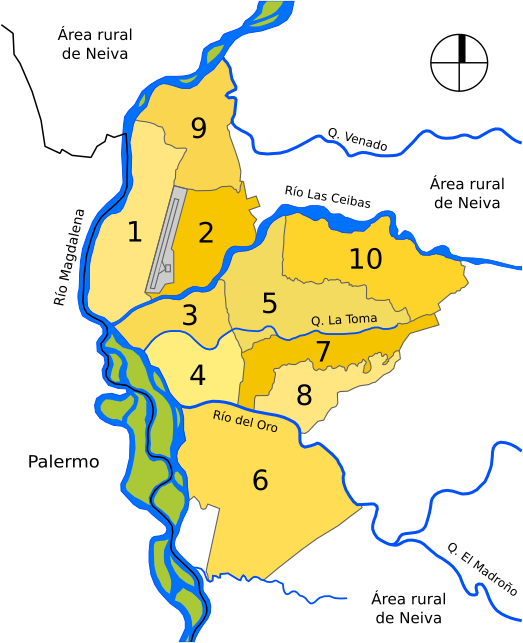 Área rural
de Neiva
9
Q. Venado
Área rural
de Neiva
Río Las Ceibas
Río Magdalena
1
2
10
5
3
Q. La Toma
7
4
8
Río del Oro
Palermo
6
Q. El Madroño
Área rural
de Neiva